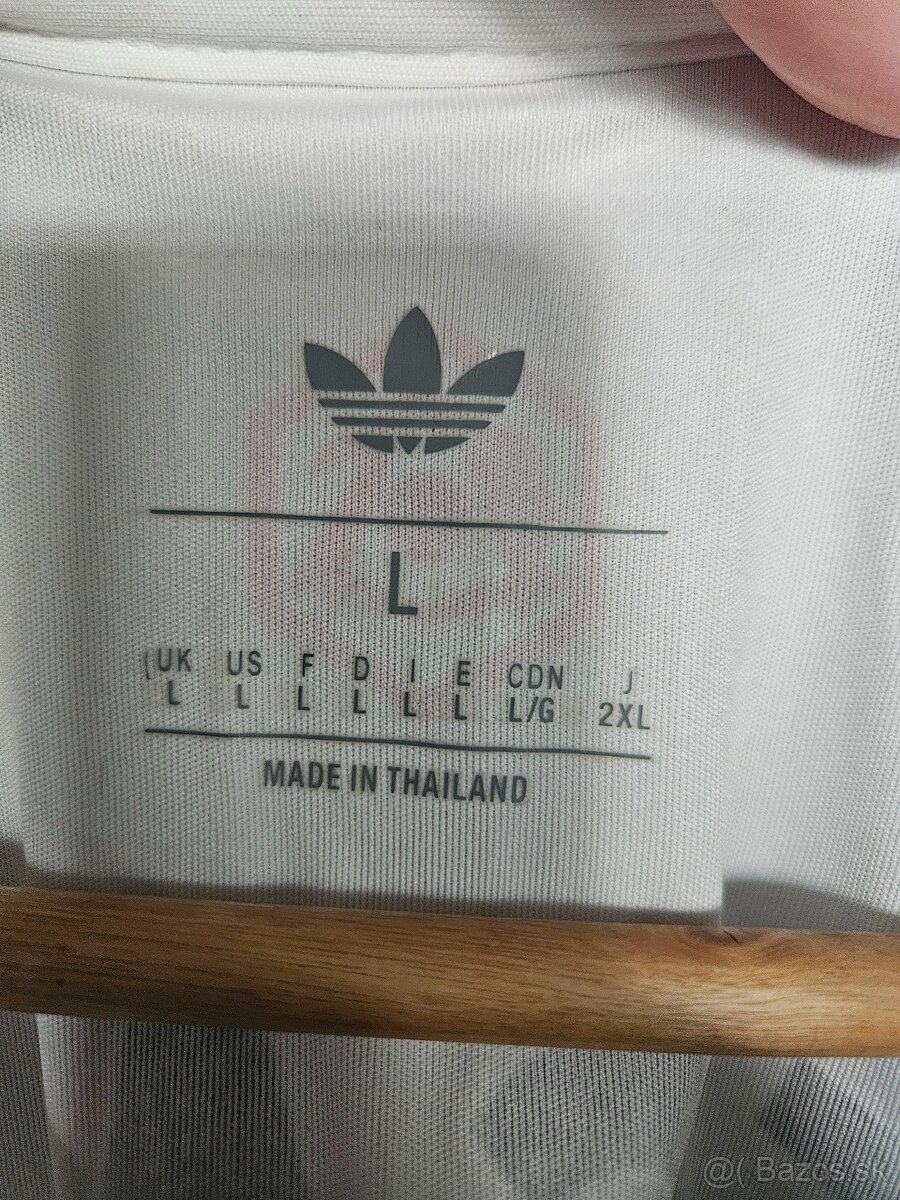 L
UK US F D I E CDN J
L L L L L L L/G 2XL
MADE IN THAILAND
@( Bazos.sk